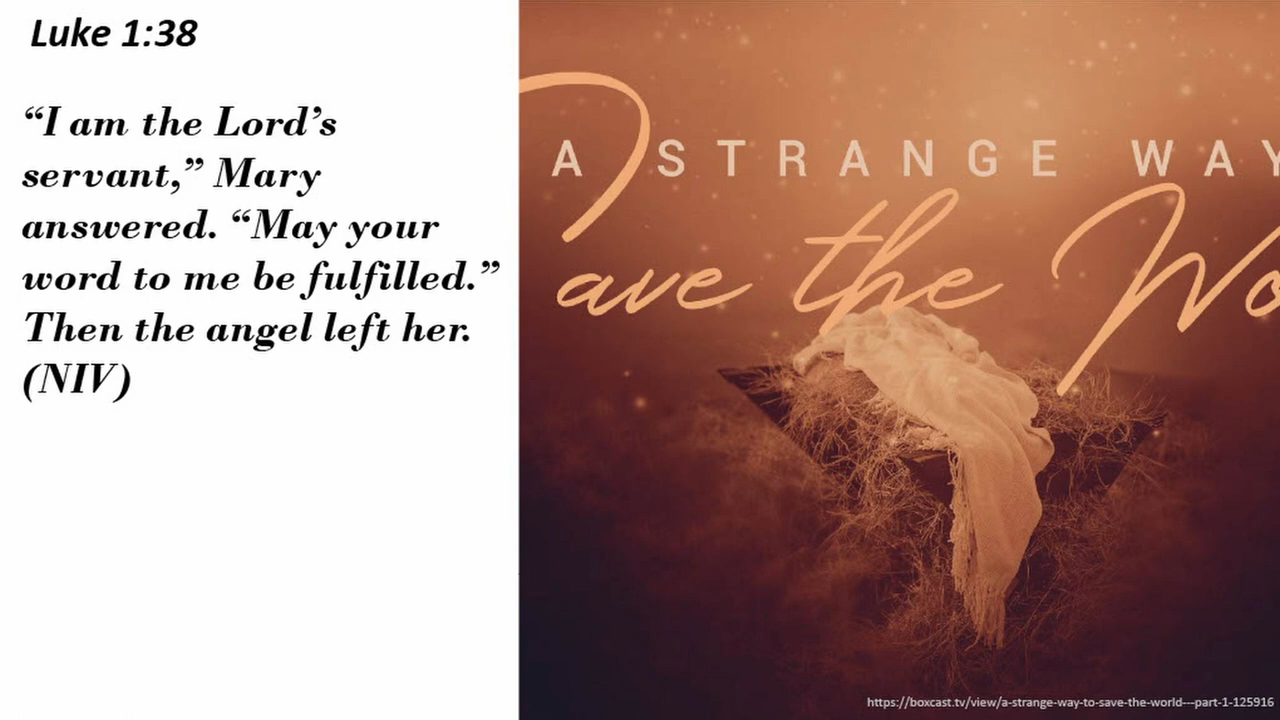 Luke 1:38
“I am the Lord’s
servant,” Mary
answered. “May your
word to me be fulfilled.”
Then the angel left her.
(NIV)
A STRANGE WAY
ave the Wo
https://boxcast.tv/view/a-strange-way-to-save-the-world---part-1-125916